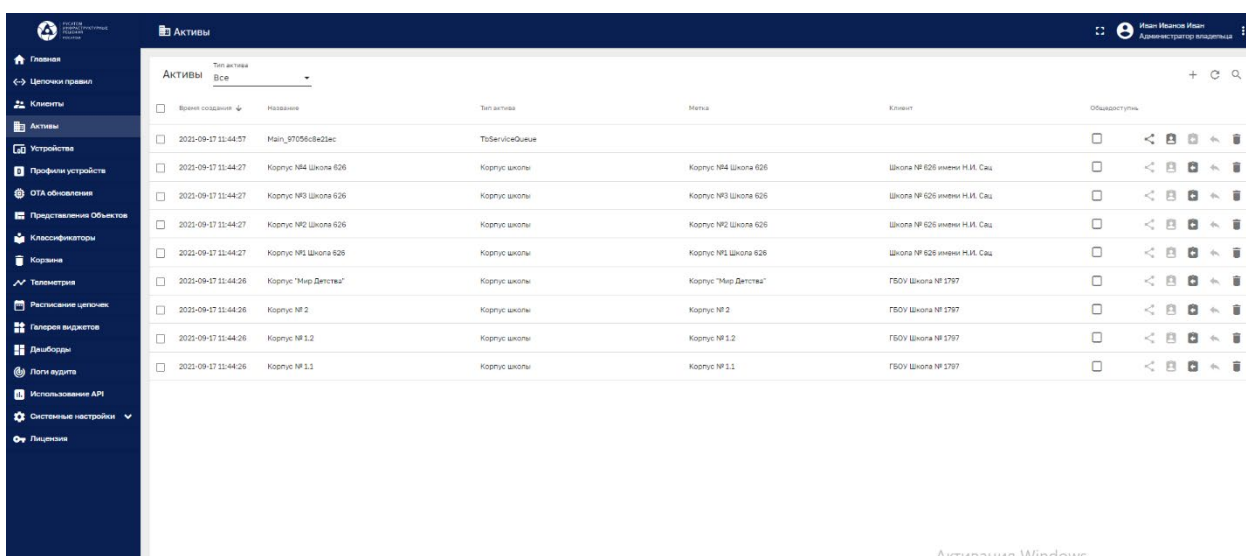 Активы
Иван Иванов Иван
Администратор владельца
Главная
Цепочки правил
Клиенты
Активы
Устройства
Профили устройств
OTA обновления
Представления Объектов
Классификаторы
Корзина
Телеметрия
Расписание цепочек
Галерея виджетов
Дашборды
Логи аудита
Использование API
Системные настройки
Лицензия
Активы
Тип актива
Все
Время создания Название Тип актива Метка Клиент Общедоступнь
2021-09-17 11:44:57 Main_97056c8e21ec TbServiceQueue
2021-09-17 11:44:27 Корпус №4 Школа 626 Корпус школы Корпус №4 Школа 626 Школа № 626 имени Н.И. Сац
2021-09-17 11:44:27 Корпус №3 Школа 626 Корпус школы Корпус №3 Школа 626 Школа № 626 имени Н.И. Сац
2021-09-17 11:44:27 Корпус №2 Школа 626 Корпус школы Корпус №2 Школа 626 Школа № 626 имени Н.И. Сац
2021-09-17 11:44:27 Корпус №1 Школа 626 Корпус школы Корпус №1 Школа 626 Школа № 626 имени Н.И. Сац
2021-09-17 11:44:26 Корпус "Мир Детства" Корпус школы Корпус "Мир Детства" ГБОУ Школа № 1797
2021-09-17 11:44:26 Корпус № 2 Корпус школы Корпус № 2 ГБОУ Школа № 1797
2021-09-17 11:44:26 Корпус № 1.2 Корпус школы Корпус № 1.2 ГБОУ Школа № 1797
2021-09-17 11:44:26 Корпус № 1.1 Корпус школы Корпус № 1.1 ГБОУ Школа № 1797
Активация Windows